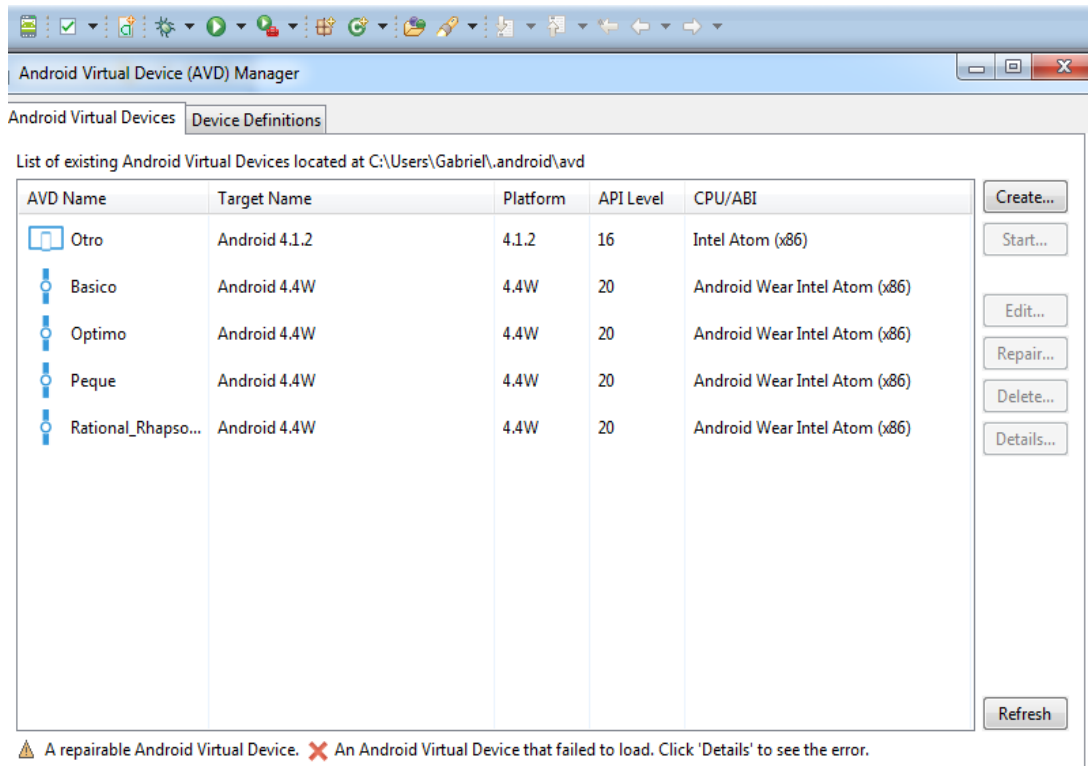 Android Virtual Device (AVD) Manager
Android Virtual Devices Device Definitions
List of existing Android Virtual Devices located at C:\Users\Gabriel\.android\avd
AVD Name Target Name Platform API Level CPU/ABI Create...
Otro Android 4.1.2 4.1.2 16 Intel Atom (x86) Start...
Basico Android 4.4W 4.4W 20 Android Wear Intel Atom (x86)
Edit...
Optimo Android 4.4W 4.4W 20 Android Wear Intel Atom (x86)
Repair...
Peque Android 4.4W 4.4W 20 Android Wear Intel Atom (x86)
Delete...
Rational_Rhapso... Android 4.4W 4.4W 20 Android Wear Intel Atom (x86)
Details...
Refresh
A repairable Android Virtual Device. An Android Virtual Device that failed to load. Click 'Details' to see the error.